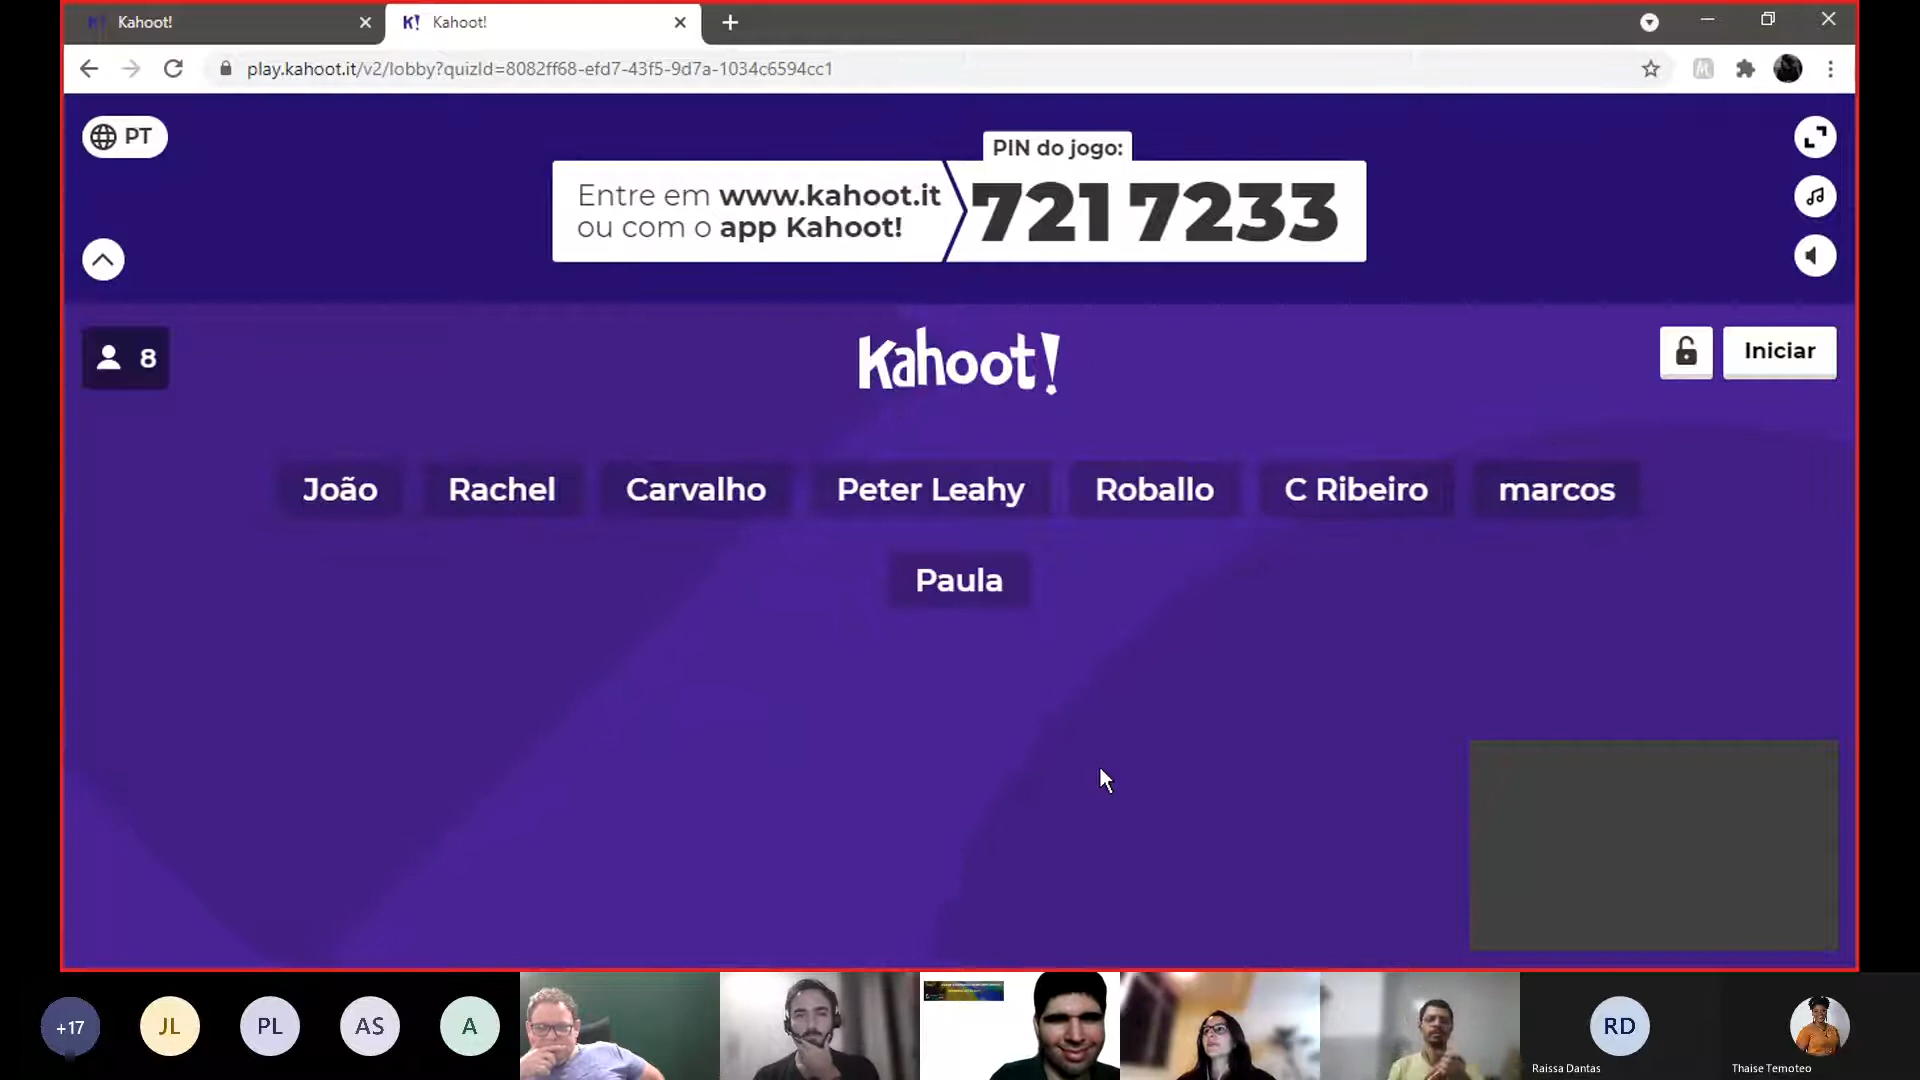 Kahoot!
K! Kahoot!
play.kahoot.it/v2/lobby?quizId=8082ff68-efd7-43f5-9d7a-1034c6594cc1
PT
PIN do jogo:
Entre em www.kahoot.it
ou com o app Kahoot!
721 7233
8
Kahoot!
Iniciar
João
Rachel
Carvalho
Peter Leahy
Roballo
C Ribeiro
marcos
Paula
+17
JL
PL
AS
A
RD
Raissa Dantas
Thaise Temoteo